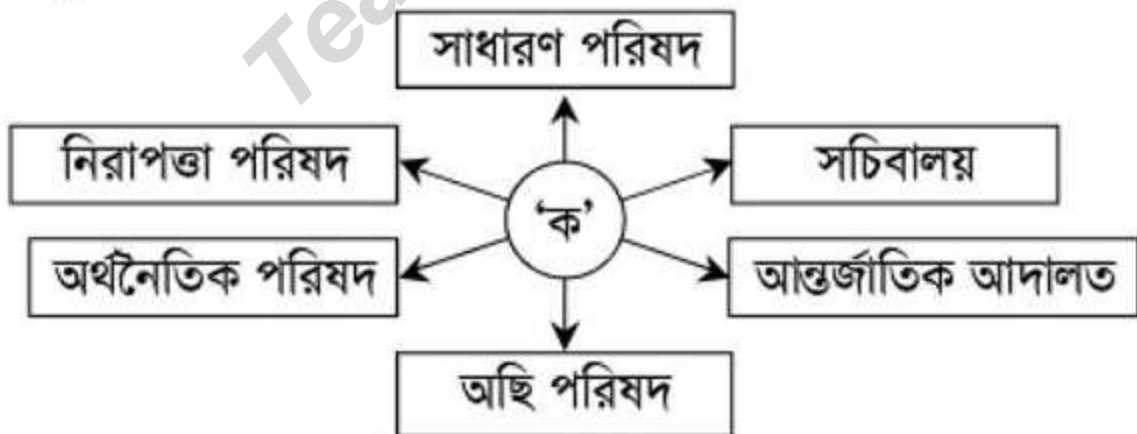 সাধারণ পরিষদ
নিরাপত্তা পরিষদ
সচিবালয়
‘ক’
অর্থনৈতিক পরিষদ
আন্তর্জাতিক আদালত
অছি পরিষদ